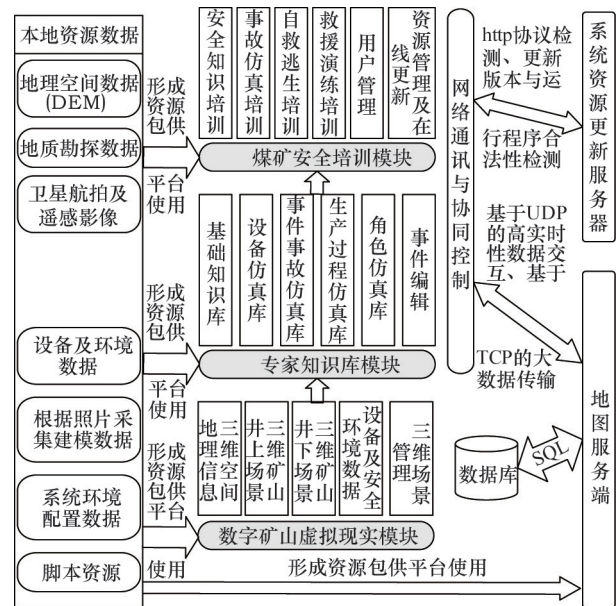 本地资源数据
地理空间数据
(DEM)
地质勘探数据
卫星航拍及
遥感影像
设备及环境
数据
根据照片采
集建模数据
系统环境
配置数据
脚本资源
形成
资源
包供
平台
使用
形成
资源
包供
平台
使用
形成
资源
包供
平台
使用
安全知识培训
事故仿真培训
自救逃生培训
救援演练培训
用户管理
资源管理及在
线更新
煤矿安全培训模块
基础知识库
设备仿真库
事件事故仿真库
生产过程仿真库
角色仿真库
事件编辑
专家知识库模块
三维空间
地理信息
三维矿山
井上场景
三维矿山
井下场景
设备及安全
环境数据
三维场景
管理
数字矿山虚拟现实模块
形成资源包供平台使用
网络通讯与协同控制
http协议检
测、更新
版本与运
行程序合
法性检测
基于UDP
的高实时
性数据交
互、基于
TCP的大
数据传输
数据库
SQL
系统资源更新服务器
地图服务端